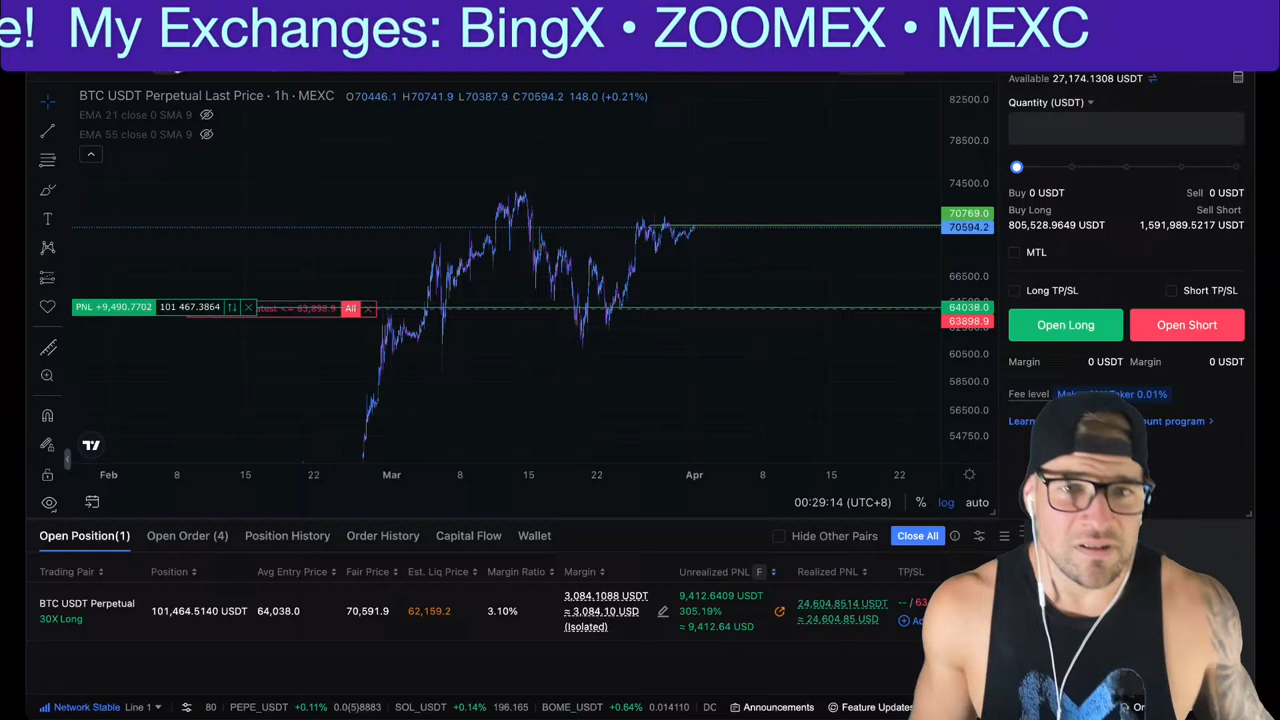 e! My Exchanges: BingX • ZOOMEX • MEXC
Available 27,174.1308 USDT
BTC USDT Perpetual Last Price · 1h · MEXC O70446.1 H70741.9 L70387.9 C70594.2 148.0 (+0.21%)
EMA 21 close 0 SMA 9
EMA 55 close 0 SMA 9
Quantity (USDT)
82500.0
78500.0
74500.0
70769.0
70594.2
66500.0
64038.0
63898.9
60500.0
58500.0
56500.0
54750.0
PNL +9,490.7702 101 467.3864
<= 63,898.9 All
Feb 8 15 22 Mar 8 15 22 Apr 8 15 22
00:29:14 (UTC+8) % log auto
Buy 0 USDT Sell 0 USDT
Buy Long Sell Short
805,528.9649 USDT 1,591,989.5217 USDT
MTL
Long TP/SL Short TP/SL
Open Long Open Short
Margin 0 USDT Margin 0 USDT
Fee level Taker 0.01%
Learn program >
Open Position(1) Open Order (4) Position History Order History Capital Flow Wallet Hide Other Pairs Close All
Trading Pair Position Avg Entry Price Fair Price Est. Liq Price Margin Ratio Margin Unrealized PNL F Realized PNL TP/SL
BTC USDT Perpetual
30X Long
101,464.5140 USDT 64,038.0 70,591.9 62,159.2 3.10%
3,084.1088 USDT
≈ 3,084.10 USD
(Isolated)
9,412.6409 USDT
305.19%
≈ 9,412.64 USD
24,604.8514 USDT
≈ 24,604.85 USD
-- / 63
Network Stable Line 1 80 PEPE_USDT +0.11% 0.0{5}8883 SOL_USDT +0.14% 196.165 BOME_USDT +0.64% 0.014110 Announcements Feature Updates